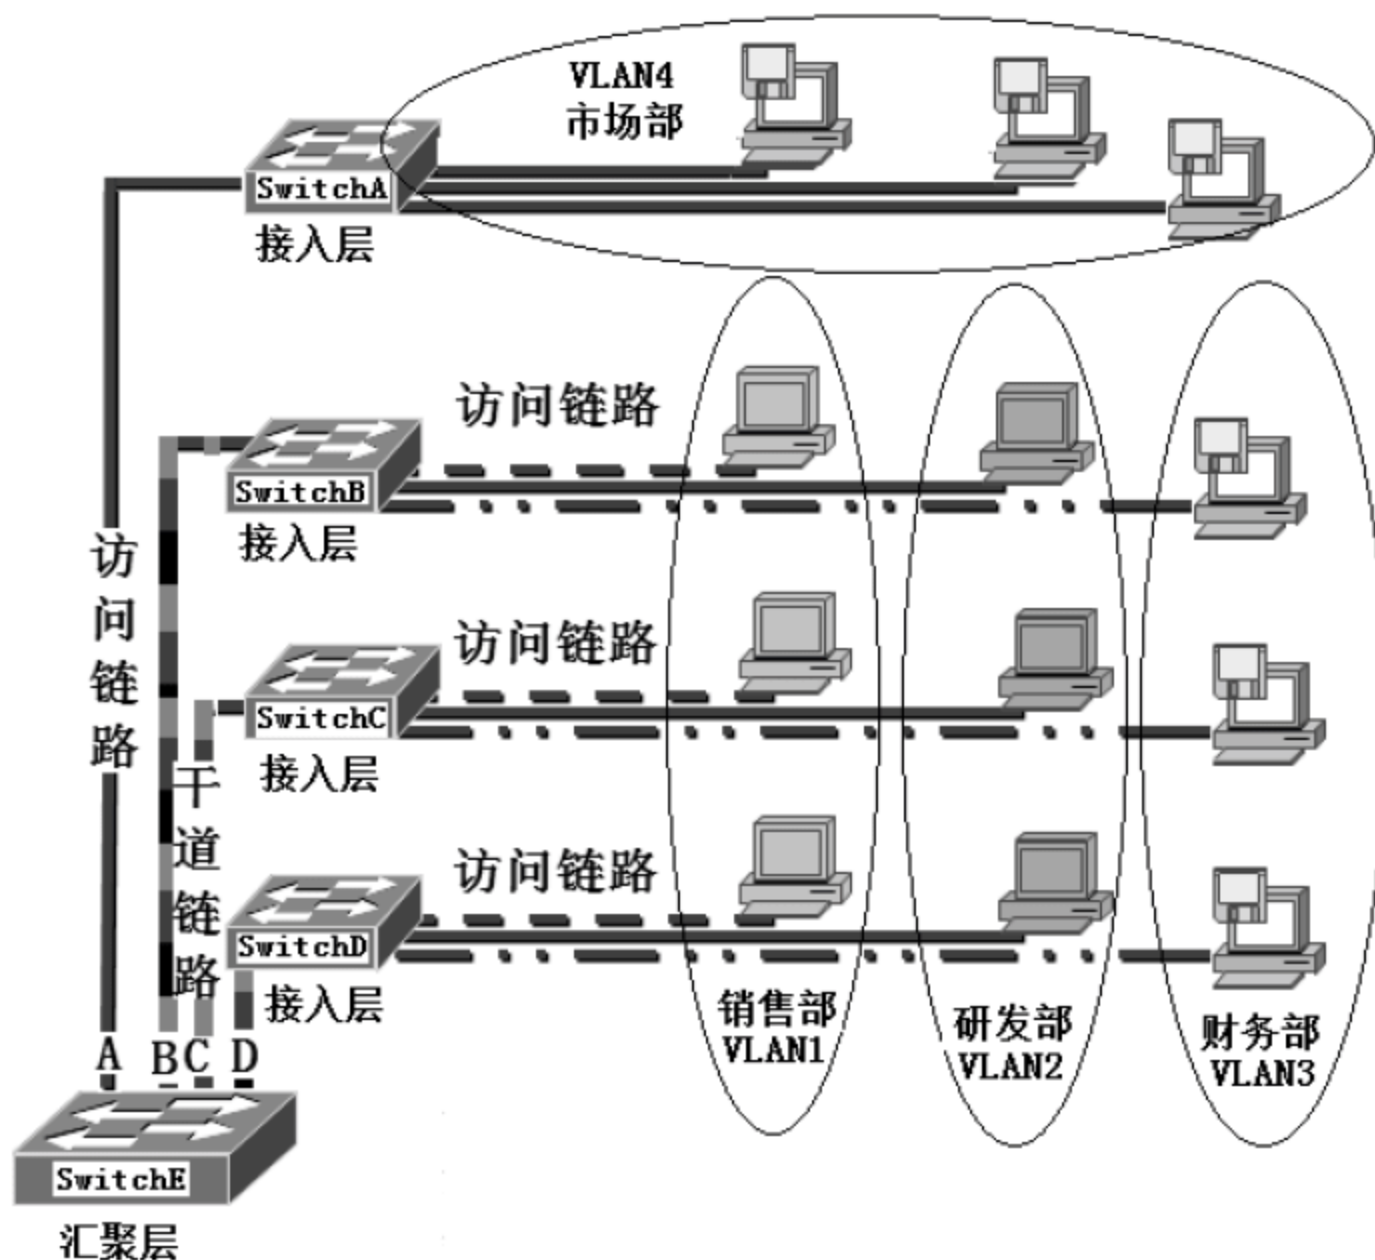 VLAN4
市场部
SwitchA
接入层
访问链路
SwitchB
接入层
访问链路
访问链路
SwitchC
接入层
干道链路
访问链路
SwitchD
接入层
销售部
VLAN1
研发部
VLAN2
财务部
VLAN3
A B C D
SwitchE
汇聚层